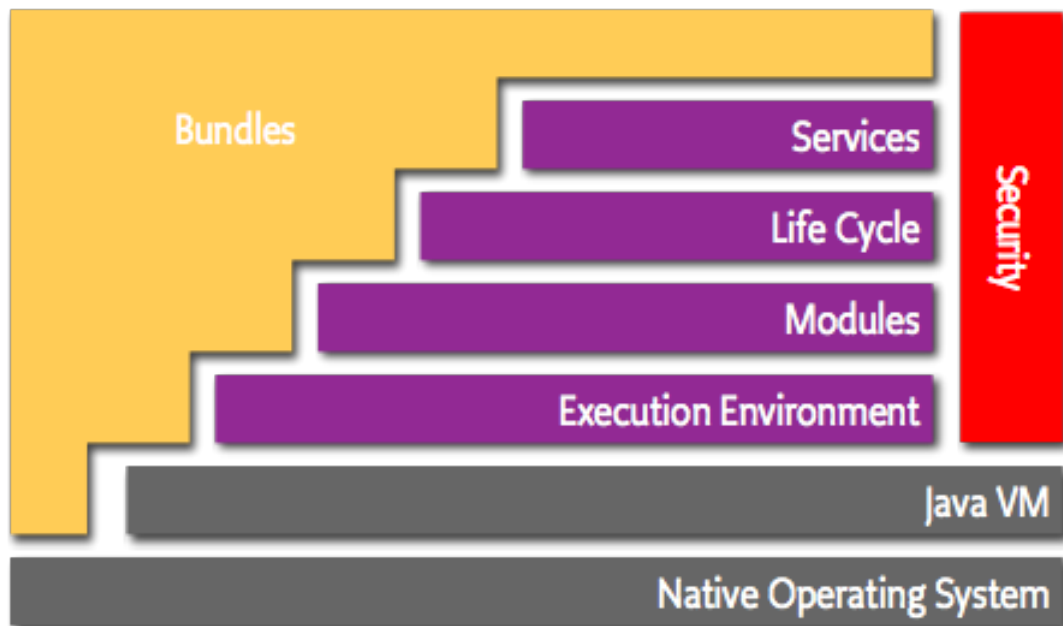 Bundles
Services
Life Cycle
Modules
Execution Environment
Security
Java VM
Native Operating System